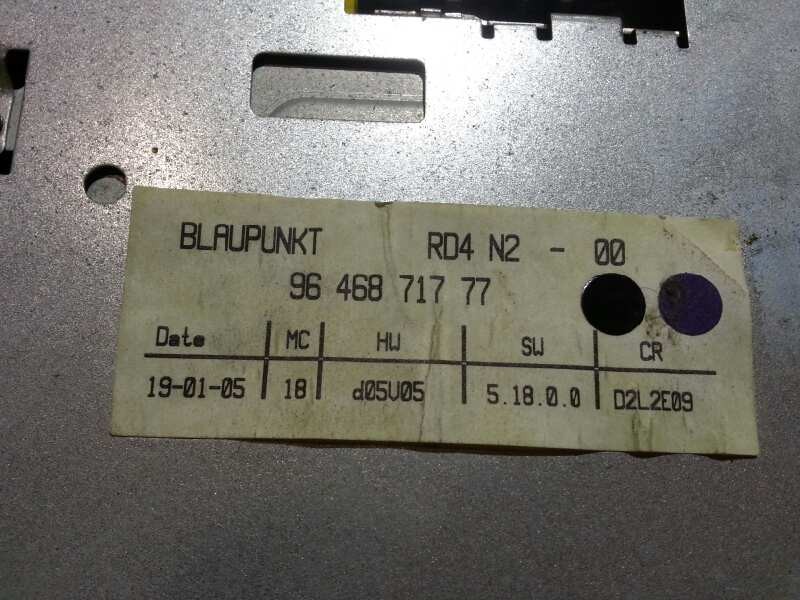 BLAUPUNKT RD4 N2 - 00
96 468 717 77
Date MC HW SW CR
19-01-05 18 d05V05 5.18.0.0 D2L2E09